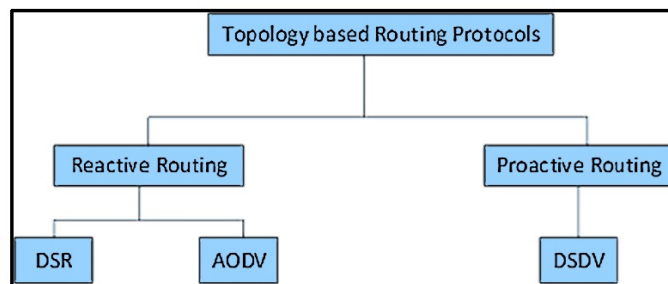 Topology based Routing Protocols
Reactive Routing
Proactive Routing
DSR
AODV
DSDV